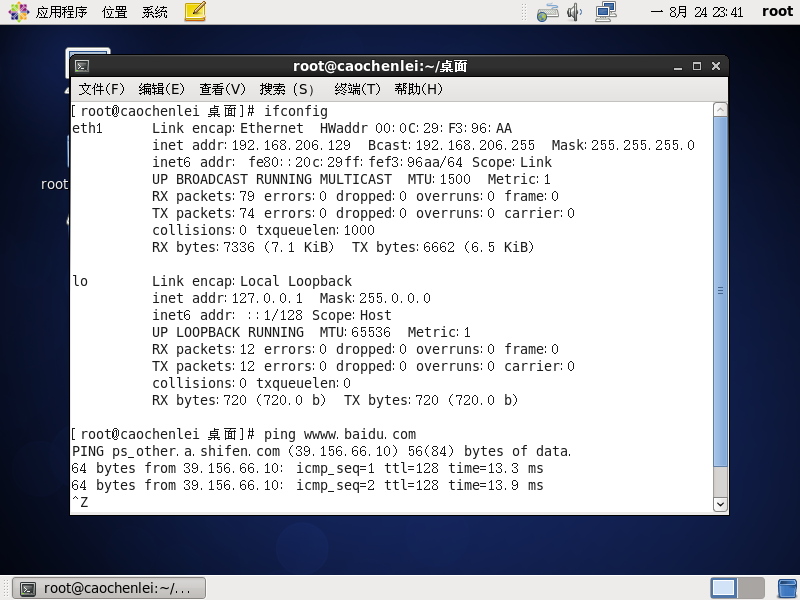 应用程序 位置 系统 一 8月 24 23:41 root
root@caochenlei:~/桌面
文件(F) 编辑(E) 查看(V) 搜索 (S) 终端(T) 帮助(H)
[root@caochenlei 桌面]# ifconfig
eth1      Link encap:Ethernet  HWaddr 00:0C:29:F3:96:AA
          inet addr:192.168.206.129  Bcast:192.168.206.255  Mask:255.255.255.0
          inet6 addr: fe80::20c:29ff:fef3:96aa/64 Scope:Link
          UP BROADCAST RUNNING MULTICAST  MTU:1500  Metric:1
          RX packets:79 errors:0 dropped:0 overruns:0 frame:0
          TX packets:74 errors:0 dropped:0 overruns:0 carrier:0
          collisions:0 txqueuelen:1000
          RX bytes:7336 (7.1 KiB)  TX bytes:6662 (6.5 KiB)
lo        Link encap:Local Loopback
          inet addr:127.0.0.1  Mask:255.0.0.0
          inet6 addr: ::1/128 Scope:Host
          UP LOOPBACK RUNNING  MTU:65536  Metric:1
          RX packets:12 errors:0 dropped:0 overruns:0 frame:0
          TX packets:12 errors:0 dropped:0 overruns:0 carrier:0
          collisions:0 txqueuelen:0
          RX bytes:720 (720.0 b)  TX bytes:720 (720.0 b)
[root@caochenlei 桌面]# ping wwww.baidu.com
PING ps_other.a.shifen.com (39.156.66.10) 56(84) bytes of data.
64 bytes from 39.156.66.10: icmp_seq=1 ttl=128 time=13.3 ms
64 bytes from 39.156.66.10: icmp_seq=2 ttl=128 time=13.9 ms
^Z
root
root@caochenlei:~/...